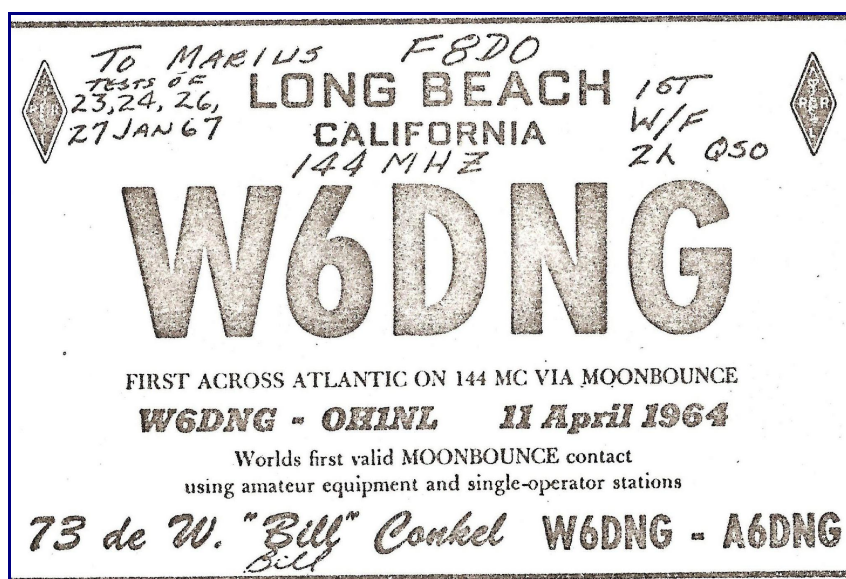 To MARIUS F8DO
TESTS OF
23, 24, 26,
27 JAN 67
LONG BEACH
CALIFORNIA
144 MHZ
1ST
W/F
2h QSO
W6DNG
FIRST ACROSS ATLANTIC ON 144 MC VIA MOONBOUNCE
W6DNG - OH1NL 11 April 1964
Worlds first valid MOONBOUNCE contact
using amateur equipment and single-operator stations
73 de W. "Bill" Conkel W6DNG - A6DNG
Bill